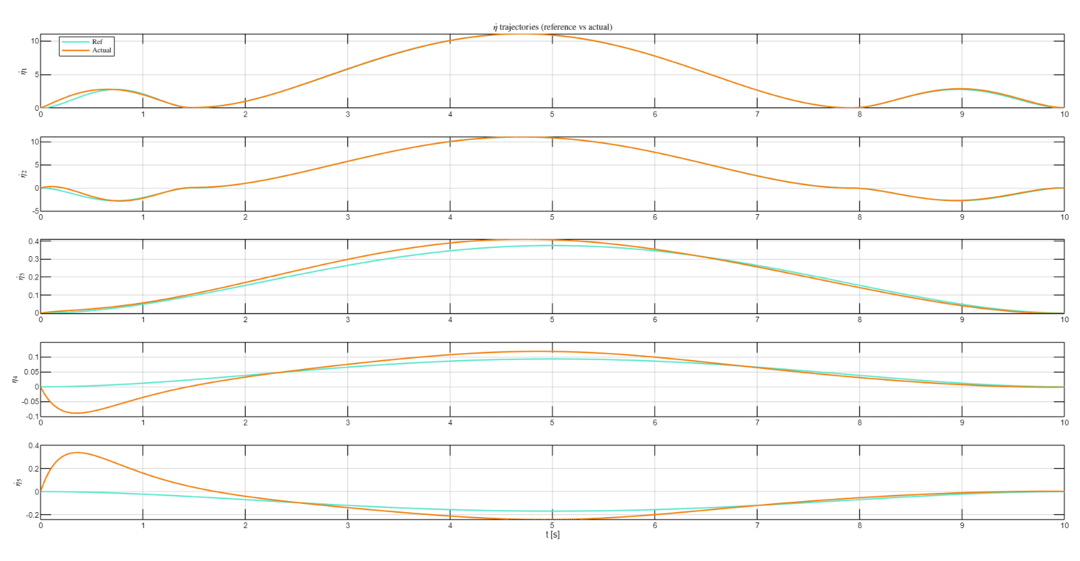 η̇ trajectories (reference vs actual)
Ref
Actual
η̇1
10
5
0
0 1 2 3 4 5 6 7 8 9 10
η̇2
10
5
0
-5
0 1 2 3 4 5 6 7 8 9 10
η̇3
0.4
0.3
0.2
0.1
0
0 1 2 3 4 5 6 7 8 9 10
η̇4
0.1
0.05
0
-0.05
-0.1
0 1 2 3 4 5 6 7 8 9 10
η̇5
0.4
0.2
0
-0.2
0 1 2 3 4 5 6 7 8 9 10
t [s]